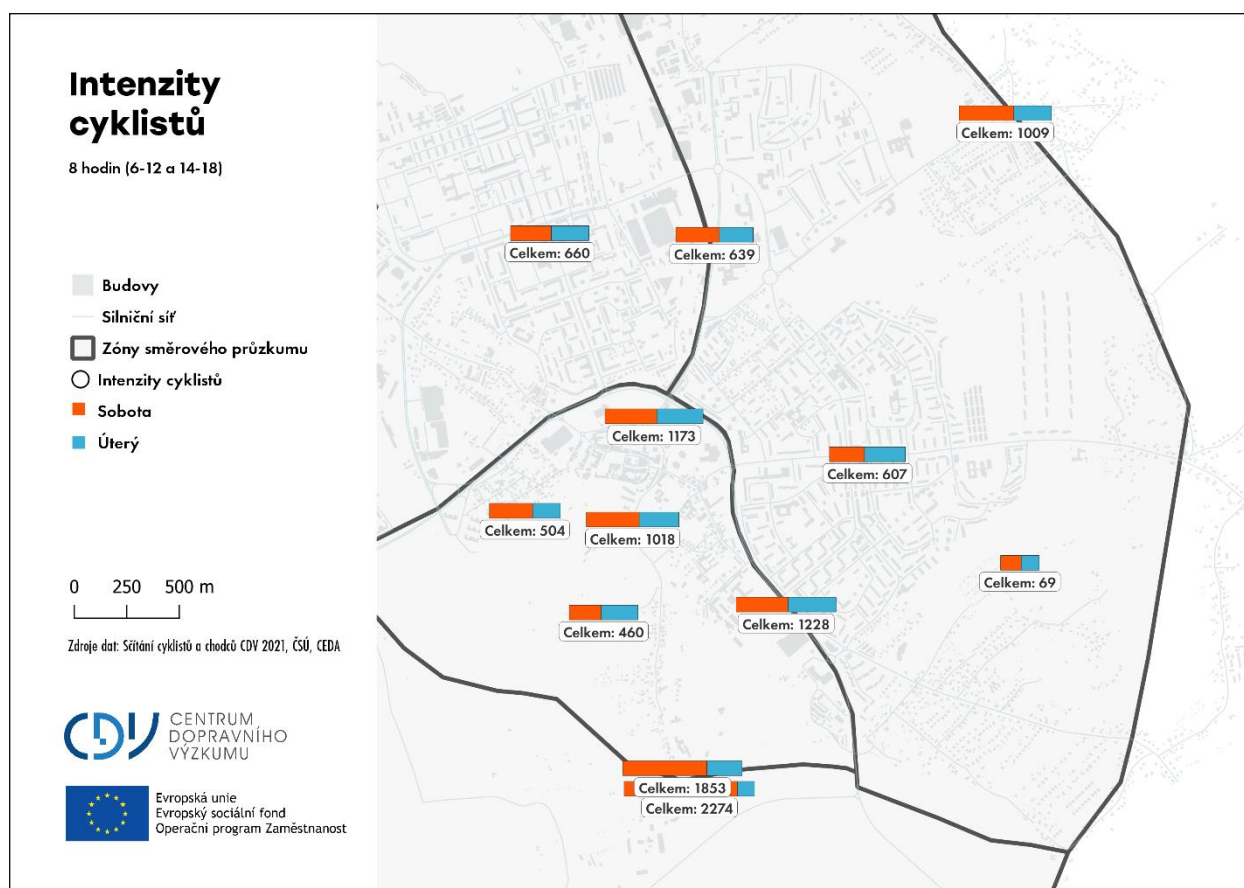 Intenzity
cyklistů
8 hodin (6-12 a 14-18)
Budovy
Silniční síť
Zóny směrového průzkumu
Intenzity cyklistů
Sobota
Úterý
0 250 500 m
Zdroje dat: Sčítání cyklistů a chodců CDV 2021, ČSÚ, CEDA
CDV
CENTRUM
DOPRAVNÍHO
VÝZKUMU
Evropská unie
Evropský sociální fond
Operační program Zaměstnanost
Celkem: 1009
Celkem: 660
Celkem: 639
Celkem: 1173
Celkem: 607
Celkem: 504
Celkem: 1018
Celkem: 69
Celkem: 460
Celkem: 1228
Celkem: 1853
Celkem: 2274